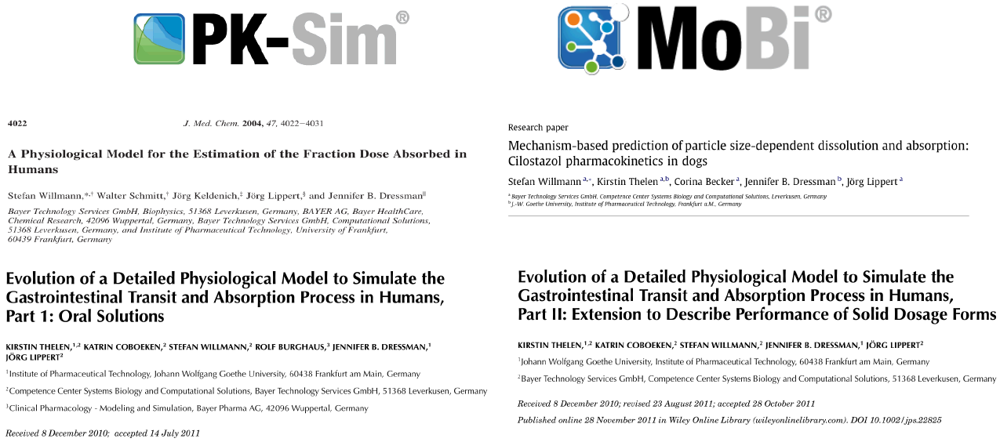 PK-Sim®
MoBi®
4022
J. Med. Chem. 2004, 47, 4022−4031
A Physiological Model for the Estimation of the Fraction Dose Absorbed in
Humans
Stefan Willmann,*,† Walter Schmitt,† Jörg Keldenich,‡ Jörg Lippert,§ and Jennifer B. Dressman||
Bayer Technology Services GmbH, Biophysics, 51368 Leverkusen, Germany, BAYER AG, Bayer HealthCare,
Chemical Research, 42096 Wuppertal, Germany, Bayer Technology Services GmbH, Computational Solutions,
51368 Leverkusen, Germany, and Institute of Pharmaceutical Technology, University of Frankfurt,
60439 Frankfurt, Germany
Research paper
Mechanism-based prediction of particle size-dependent dissolution and absorption:
Cilostazol pharmacokinetics in dogs
Stefan Willmann a,*, Kirstin Thelen a,b, Corina Becker a, Jennifer B. Dressman b, Jörg Lippert a
a Bayer Technology Services GmbH, Competence Center Systems Biology and Computational Solutions, Leverkusen, Germany
b J.-W. Goethe University, Institute of Pharmaceutical Technology, Frankfurt a.M., Germany
Evolution of a Detailed Physiological Model to Simulate the
Gastrointestinal Transit and Absorption Process in Humans,
Part 1: Oral Solutions
KIRSTIN THELEN,1,2 KATRIN COBOEKEN,2 STEFAN WILLMANN,2 ROLF BURGHAUS,3 JENNIFER B. DRESSMAN,1
JÖRG LIPPERT2
1Institute of Pharmaceutical Technology, Johann Wolfgang Goethe University, 60438 Frankfurt am Main, Germany
2Competence Center Systems Biology and Computational Solutions, Bayer Technology Services GmbH, 51368 Leverkusen, Germany
3Clinical Pharmacology - Modeling and Simulation, Bayer Pharma AG, 42096 Wuppertal, Germany
Received 8 December 2010; accepted 14 July 2011
Evolution of a Detailed Physiological Model to Simulate the
Gastrointestinal Transit and Absorption Process in Humans,
Part II: Extension to Describe Performance of Solid Dosage Forms
KIRSTIN THELEN,1,2 KATRIN COBOEKEN,2 STEFAN WILLMANN,2 JENNIFER B. DRESSMAN,1 JÖRG LIPPERT2
1Johann Wolfgang Goethe University, Institute of Pharmaceutical Technology, 60438 Frankfurt am Main, Germany
2Bayer Technology Services GmbH, Competence Center Systems Biology and Computational Solutions, 51368 Leverkusen, Germany
Received 8 December 2010; revised 23 August 2011; accepted 28 October 2011
Published online 28 November 2011 in Wiley Online Library (wileyonlinelibrary.com). DOI 10.1002/jps.22825